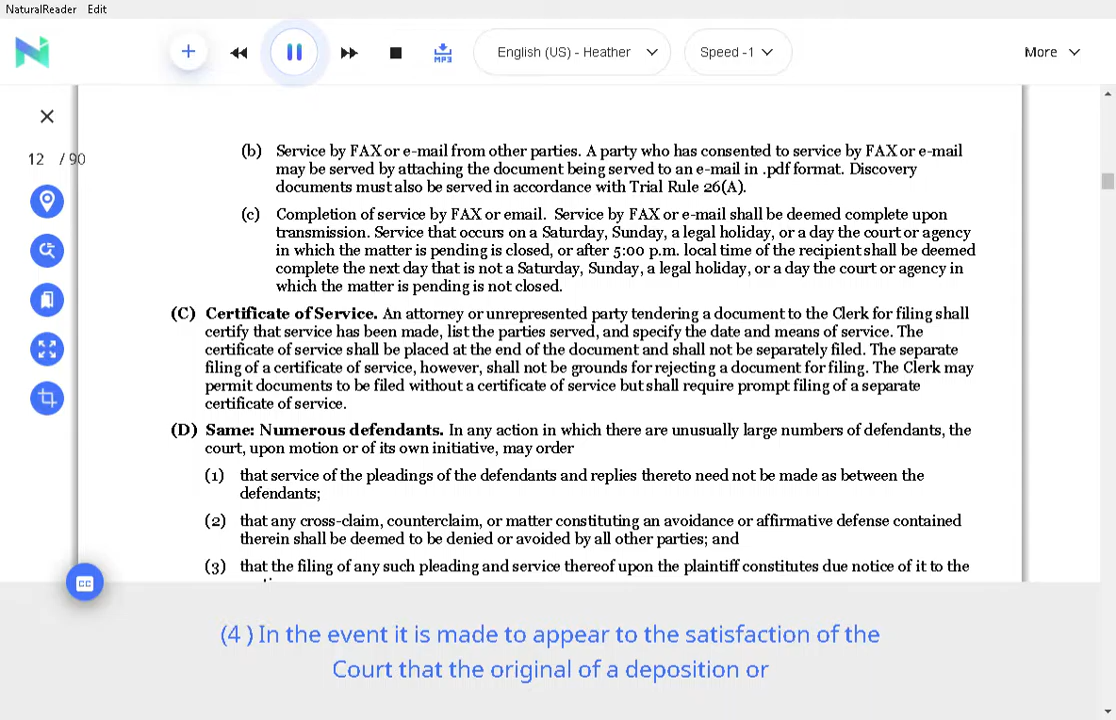 NaturalReader Edit
+ MP3 English (US) - Heather Speed -1 More
12 / 90
(b) Service by FAX or e-mail from other parties. A party who has consented to service by FAX or e-mail
may be served by attaching the document being served to an e-mail in .pdf format. Discovery
documents must also be served in accordance with Trial Rule 26(A).
(c) Completion of service by FAX or email. Service by FAX or e-mail shall be deemed complete upon
transmission. Service that occurs on a Saturday, Sunday, a legal holiday, or a day the court or agency
in which the matter is pending is closed, or after 5:00 p.m. local time of the recipient shall be deemed
complete the next day that is not a Saturday, Sunday, a legal holiday, or a day the court or agency in
which the matter is pending is not closed.
(C) Certificate of Service. An attorney or unrepresented party tendering a document to the Clerk for filing shall
certify that service has been made, list the parties served, and specify the date and means of service. The
certificate of service shall be placed at the end of the document and shall not be separately filed. The separate
filing of a certificate of service, however, shall not be grounds for rejecting a document for filing. The Clerk may
permit documents to be filed without a certificate of service but shall require prompt filing of a separate
certificate of service.
(D) Same: Numerous defendants. In any action in which there are unusually large numbers of defendants, the
court, upon motion or of its own initiative, may order
(1) that service of the pleadings of the defendants and replies thereto need not be made as between the
defendants;
(2) that any cross-claim, counterclaim, or matter constituting an avoidance or affirmative defense contained
therein shall be deemed to be denied or avoided by all other parties; and
(3) that the filing of any such pleading and service thereof upon the plaintiff constitutes due notice of it to the
CC
(4 ) In the event it is made to appear to the satisfaction of the
Court that the original of a deposition or